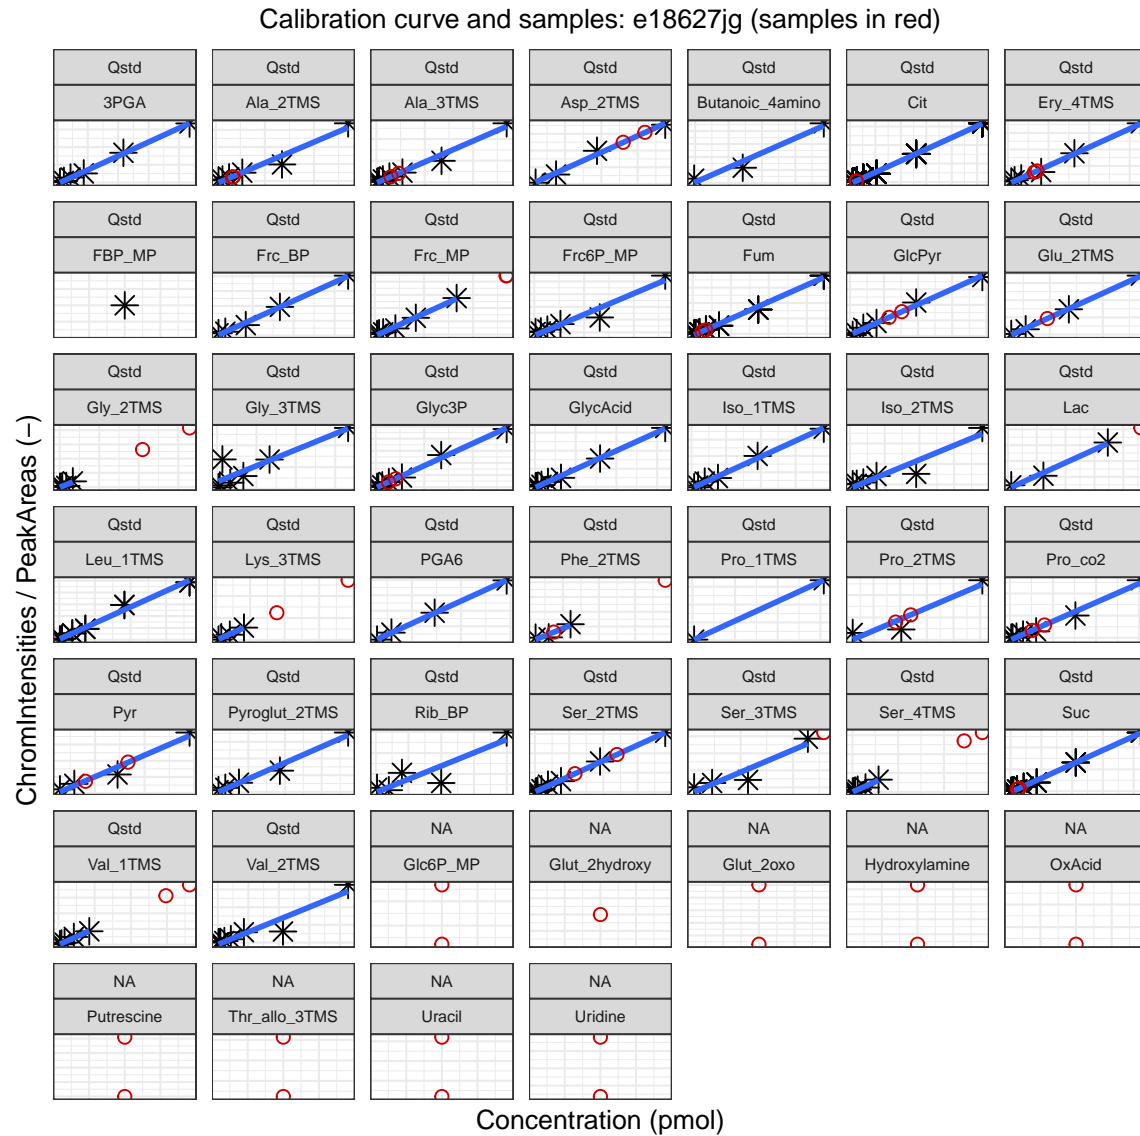 Calibration curve and samples: e18627jg (samples in red)
Qstd Qstd Qstd Qstd Qstd Qstd Qstd
3PGA Ala_2TMS Ala_3TMS Asp_2TMS Butanoic_4amino Cit Ery_4TMS
Qstd Qstd Qstd Qstd Qstd Qstd Qstd
FBP_MP Frc_BP Frc_MP Frc6P_MP Fum GlcPyr Glu_2TMS
Qstd Qstd Qstd Qstd Qstd Qstd Qstd
Gly_2TMS Gly_3TMS Glyc3P GlycAcid Iso_1TMS Iso_2TMS Lac
Qstd Qstd Qstd Qstd Qstd Qstd Qstd
Leu_1TMS Lys_3TMS PGA6 Phe_2TMS Pro_1TMS Pro_2TMS Pro_co2
Qstd Qstd Qstd Qstd Qstd Qstd Qstd
Pyr Pyroglut_2TMS Rib_BP Ser_2TMS Ser_3TMS Ser_4TMS Suc
Qstd Qstd NA NA NA NA NA
Val_1TMS Val_2TMS Glc6P_MP Glut_2hydroxy Glut_2oxo Hydroxylamine OxAcid
NA NA NA NA
Putrescine Thr_allo_3TMS Uracil Uridine
ChromIntensities / PeakAreas (−)
Concentration (pmol)